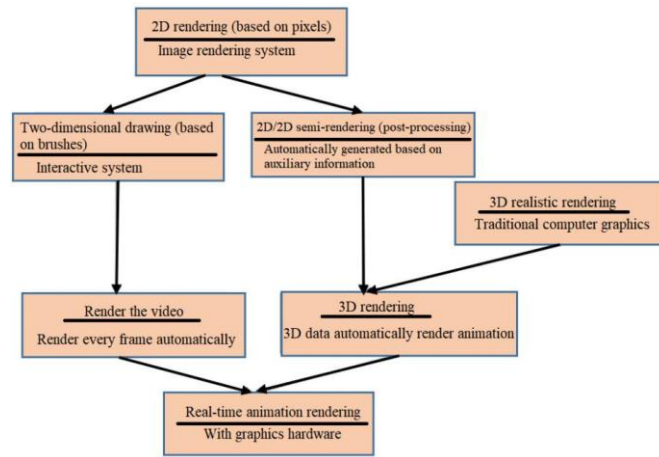 2D rendering (based on pixels)
Image rendering system
Two-dimensional drawing (based
on brushes)
Interactive system
2D/2D semi-rendering (post-processing)
Automatically generated based on
auxiliary information
3D realistic rendering
Traditional computer graphics
Render the video
Render every frame automatically
3D rendering
3D data automatically render animation
Real-time animation rendering
With graphics hardware